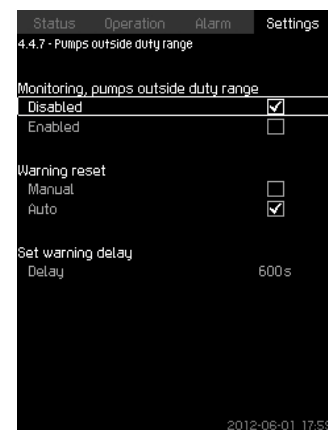 Status Operation Alarm Settings
4.4.7 - Pumps outside duty range
Monitoring, pumps outside duty range
Disabled
Enabled
Warning reset
Manual
Auto
Set warning delay
Delay 600s
2012-06-01 17:59